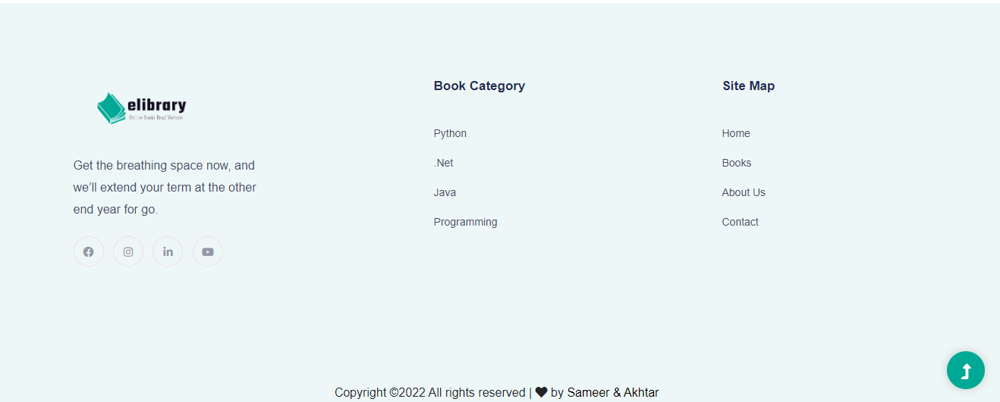 elibrary
Online Books Read Website
Get the breathing space now, and
we’ll extend your term at the other
end year for go.
Book Category
Python
.Net
Java
Programming
Site Map
Home
Books
About Us
Contact
Copyright ©2022 All rights reserved | by Sameer & Akhtar